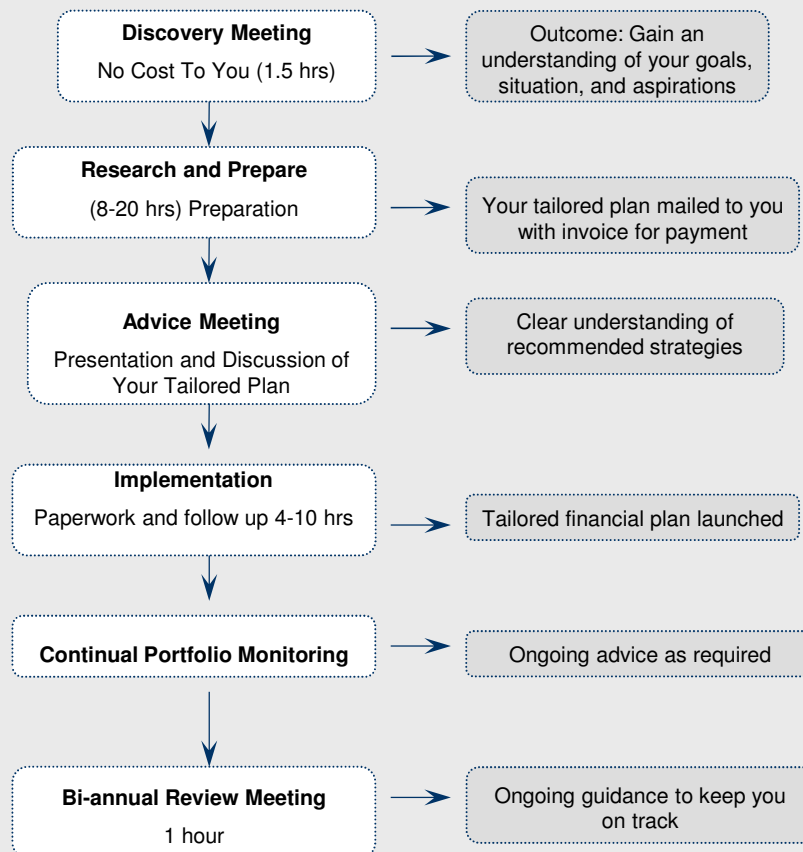 Discovery Meeting
No Cost To You (1.5 hrs)
Outcome: Gain an
understanding of your goals,
situation, and aspirations
Research and Prepare
(8-20 hrs) Preparation
Your tailored plan mailed to you
with invoice for payment
Advice Meeting
Presentation and Discussion of
Your Tailored Plan
Clear understanding of
recommended strategies
Implementation
Paperwork and follow up 4-10 hrs
Tailored financial plan launched
Continual Portfolio Monitoring
Ongoing advice as required
Bi-annual Review Meeting
1 hour
Ongoing guidance to keep you
on track